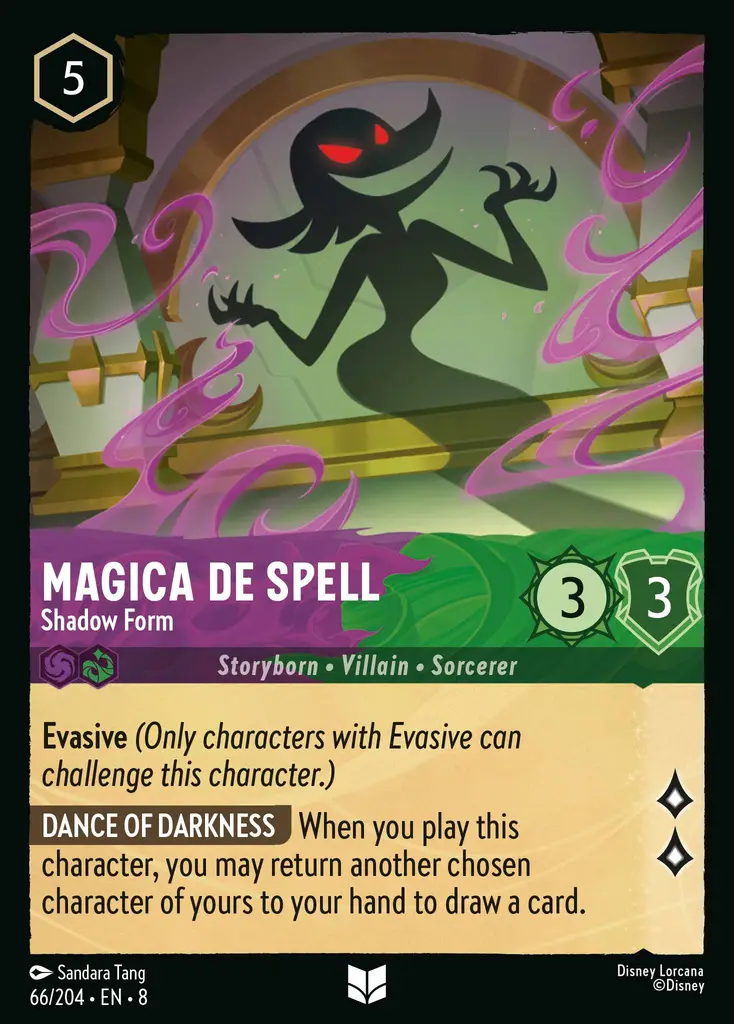 5
MAGICA DE SPELL
Shadow Form
3
3
Storyborn • Villain • Sorcerer
Evasive (Only characters with Evasive can
challenge this character.)
DANCE OF DARKNESS When you play this
character, you may return another chosen
character of yours to your hand to draw a card.
Sandara Tang
66/204 • EN • 8
Disney Lorcana
©Disney